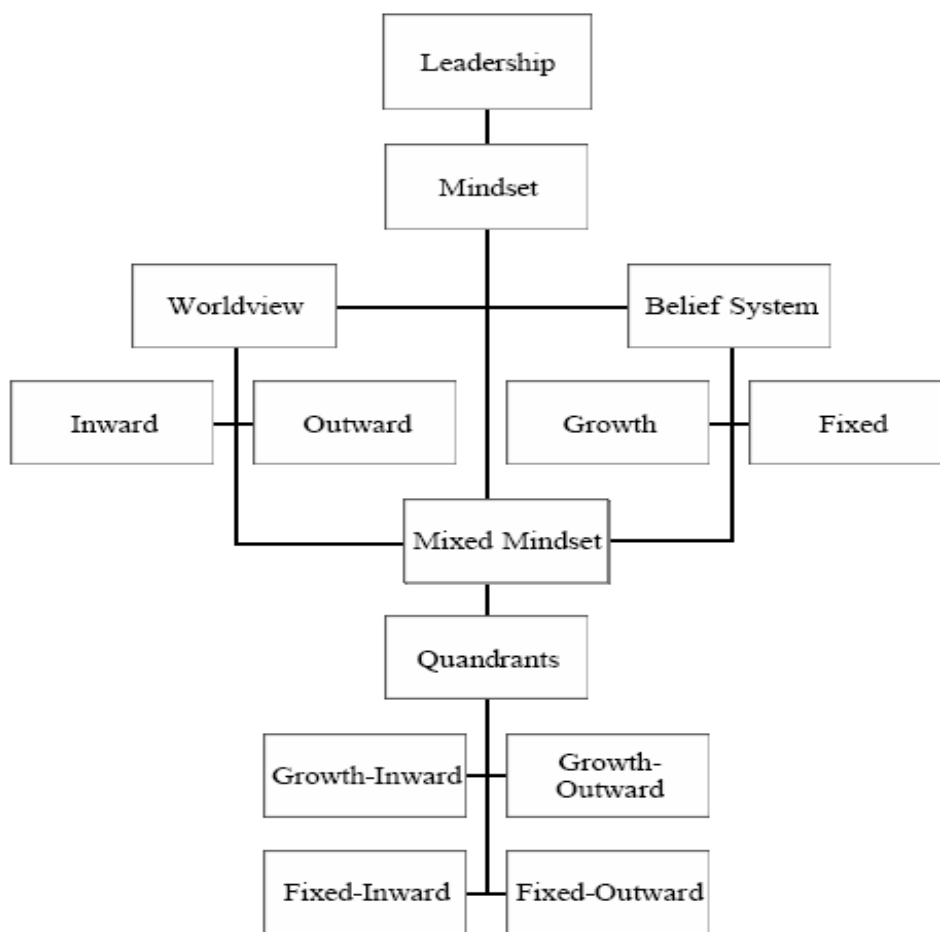 Leadership
Mindset
Worldview
Belief System
Inward
Outward
Growth
Fixed
Mixed Mindset
Quandrants
Growth-Inward
Growth-
Outward
Fixed-Inward
Fixed-Outward